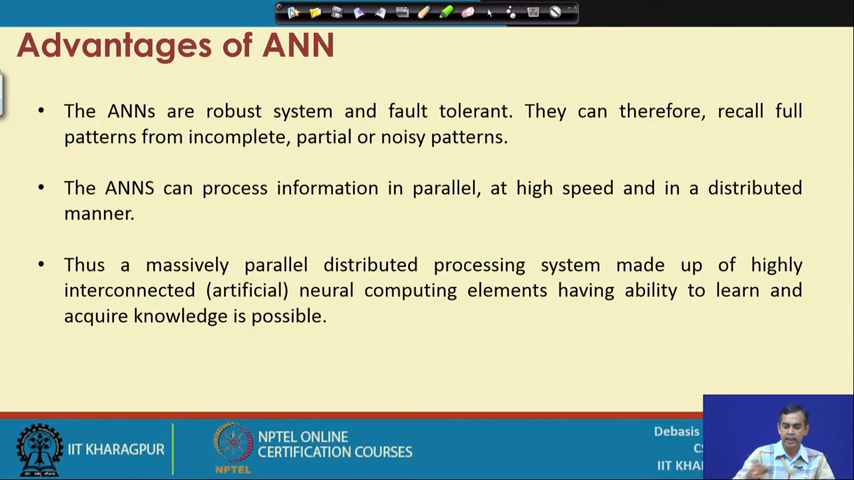 Advantages of ANN
• The ANNs are robust system and fault tolerant. They can therefore, recall full
patterns from incomplete, partial or noisy patterns.
• The ANNS can process information in parallel, at high speed and in a distributed
manner.
• Thus a massively parallel distributed processing system made up of highly
interconnected (artificial) neural computing elements having ability to learn and
acquire knowledge is possible.
IIT KHARAGPUR
NPTEL
NPTEL ONLINE
CERTIFICATION COURSES
Debasis
IIT